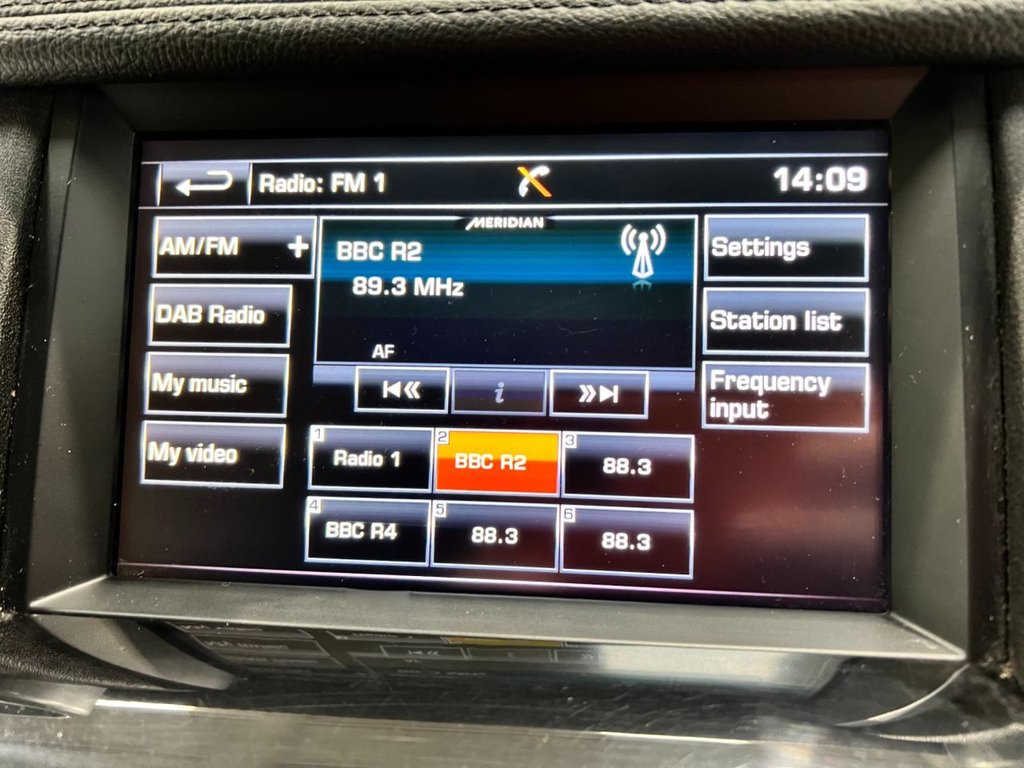 Radio: FM 1
14:09
AM/FM +
DAB Radio
My music
My video
MERIDIAN
BBC R2
89.3 MHz
AF
i
Settings
Station list
Frequency
input
1
Radio 1
2
BBC R2
3
88.3
4
BBC R4
5
88.3
6
88.3